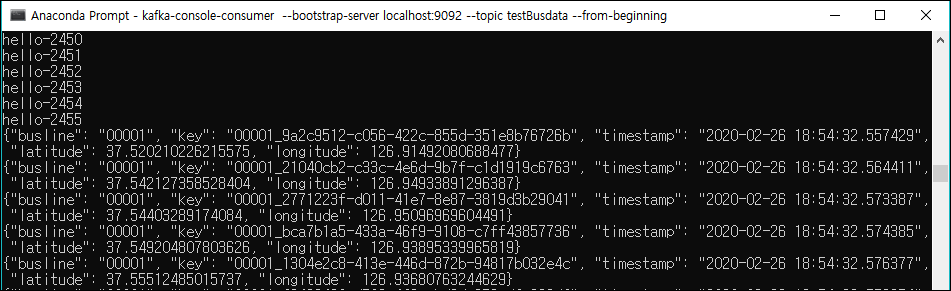 Anaconda Prompt - kafka-console-consumer --bootstrap-server localhost:9092 --topic testBusdata --from-beginning
hello-2450
hello-2451
hello-2452
hello-2453
hello-2454
hello-2455
{"busline": "00001", "key": "00001_9a2c9512-c056-422c-855d-351e8b76726b", "timestamp": "2020-02-26 18:54:32.557429",
"latitude": 37.520210226215575, "longitude": 126.91492080688477}
{"busline": "00001", "key": "00001_21040cb2-c33c-4e6d-9b7f-c1d1919c6763", "timestamp": "2020-02-26 18:54:32.564411",
"latitude": 37.542127358528404, "longitude": 126.94933891296387}
{"busline": "00001", "key": "00001_2771223f-d011-41e7-8e87-3819d3b29041", "timestamp": "2020-02-26 18:54:32.573387",
"latitude": 37.54403289174084, "longitude": 126.95096969604491}
{"busline": "00001", "key": "00001_bca7b1a5-433a-46f9-9108-c7ff43857736", "timestamp": "2020-02-26 18:54:32.574385",
"latitude": 37.549204807803626, "longitude": 126.93895339965819}
{"busline": "00001", "key": "00001_1304e2c8-413e-446d-872b-94817b032e4c", "timestamp": "2020-02-26 18:54:32.576377",
"latitude": 37.55512485015737, "longitude": 126.93680763244629}